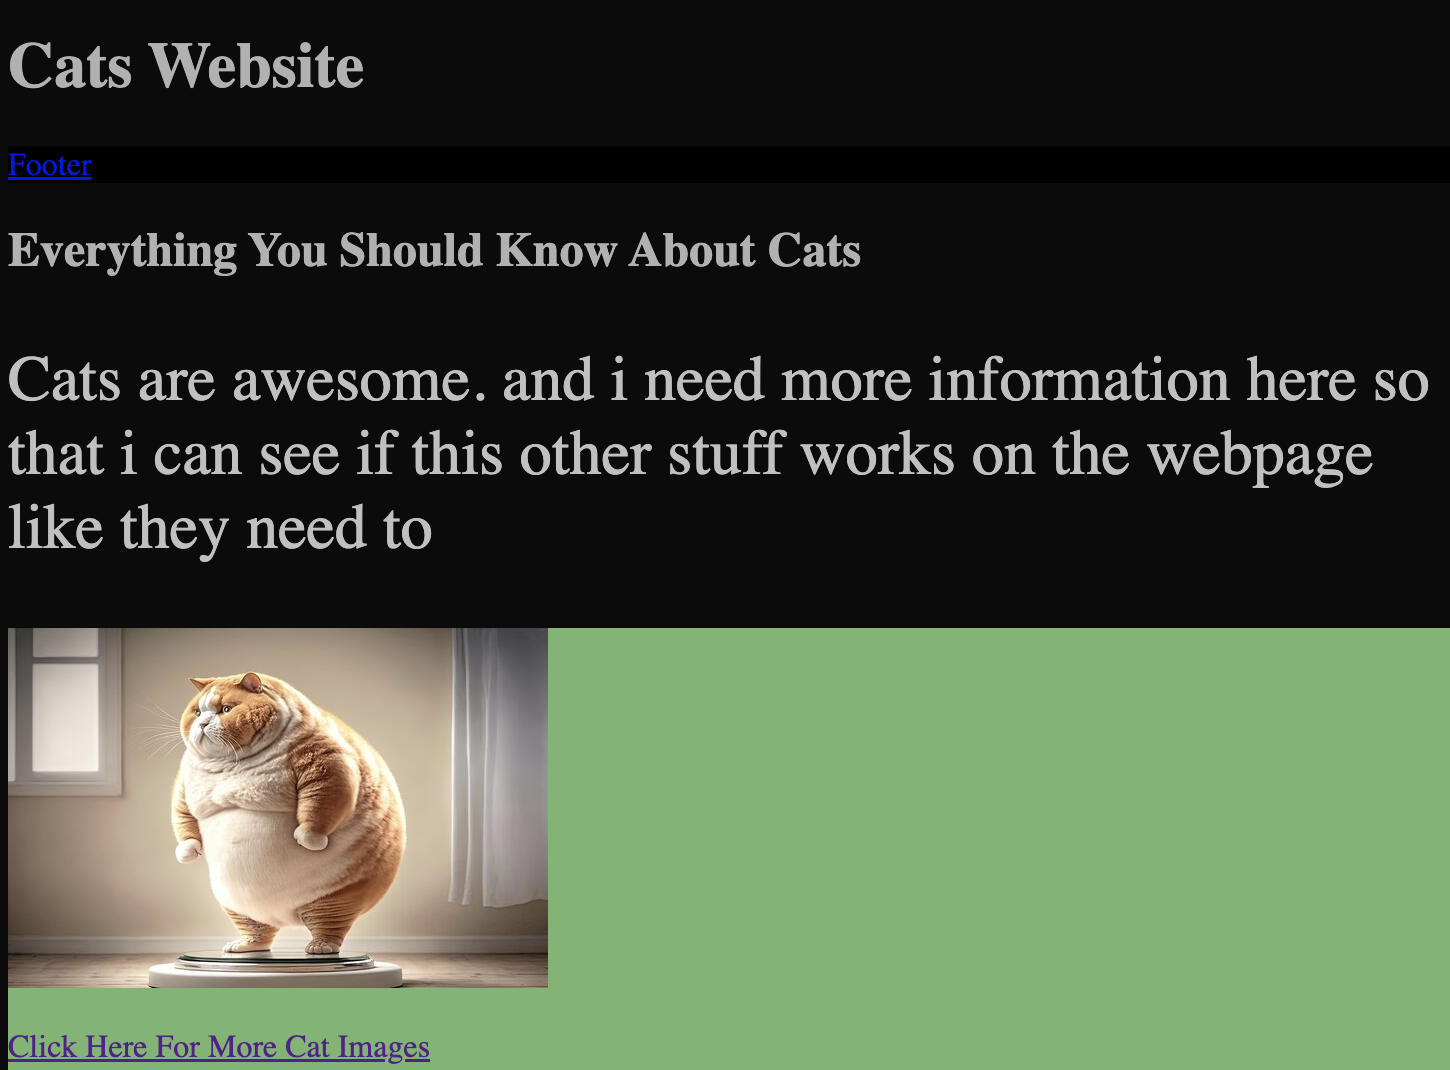 Cats Website
Footer
Everything You Should Know About Cats
Cats are awesome. and i need more information here so
that i can see if this other stuff works on the webpage
like they need to
Click Here For More Cat Images